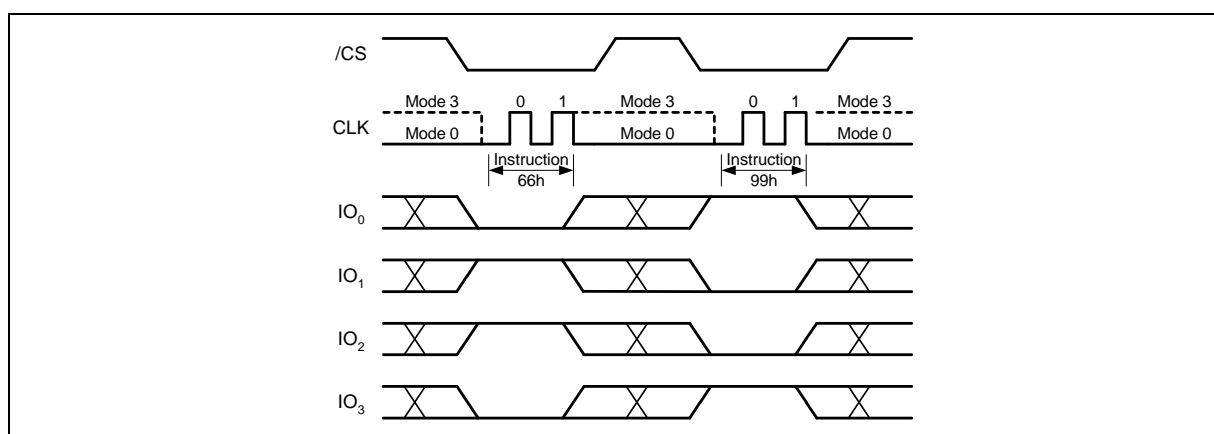 /CS
Mode 3 0 1 Mode 3 0 1 Mode 3
CLK
Mode 0 Mode 0 Mode 0
Instruction Instruction
66h 99h
IO0
IO1
IO2
IO3